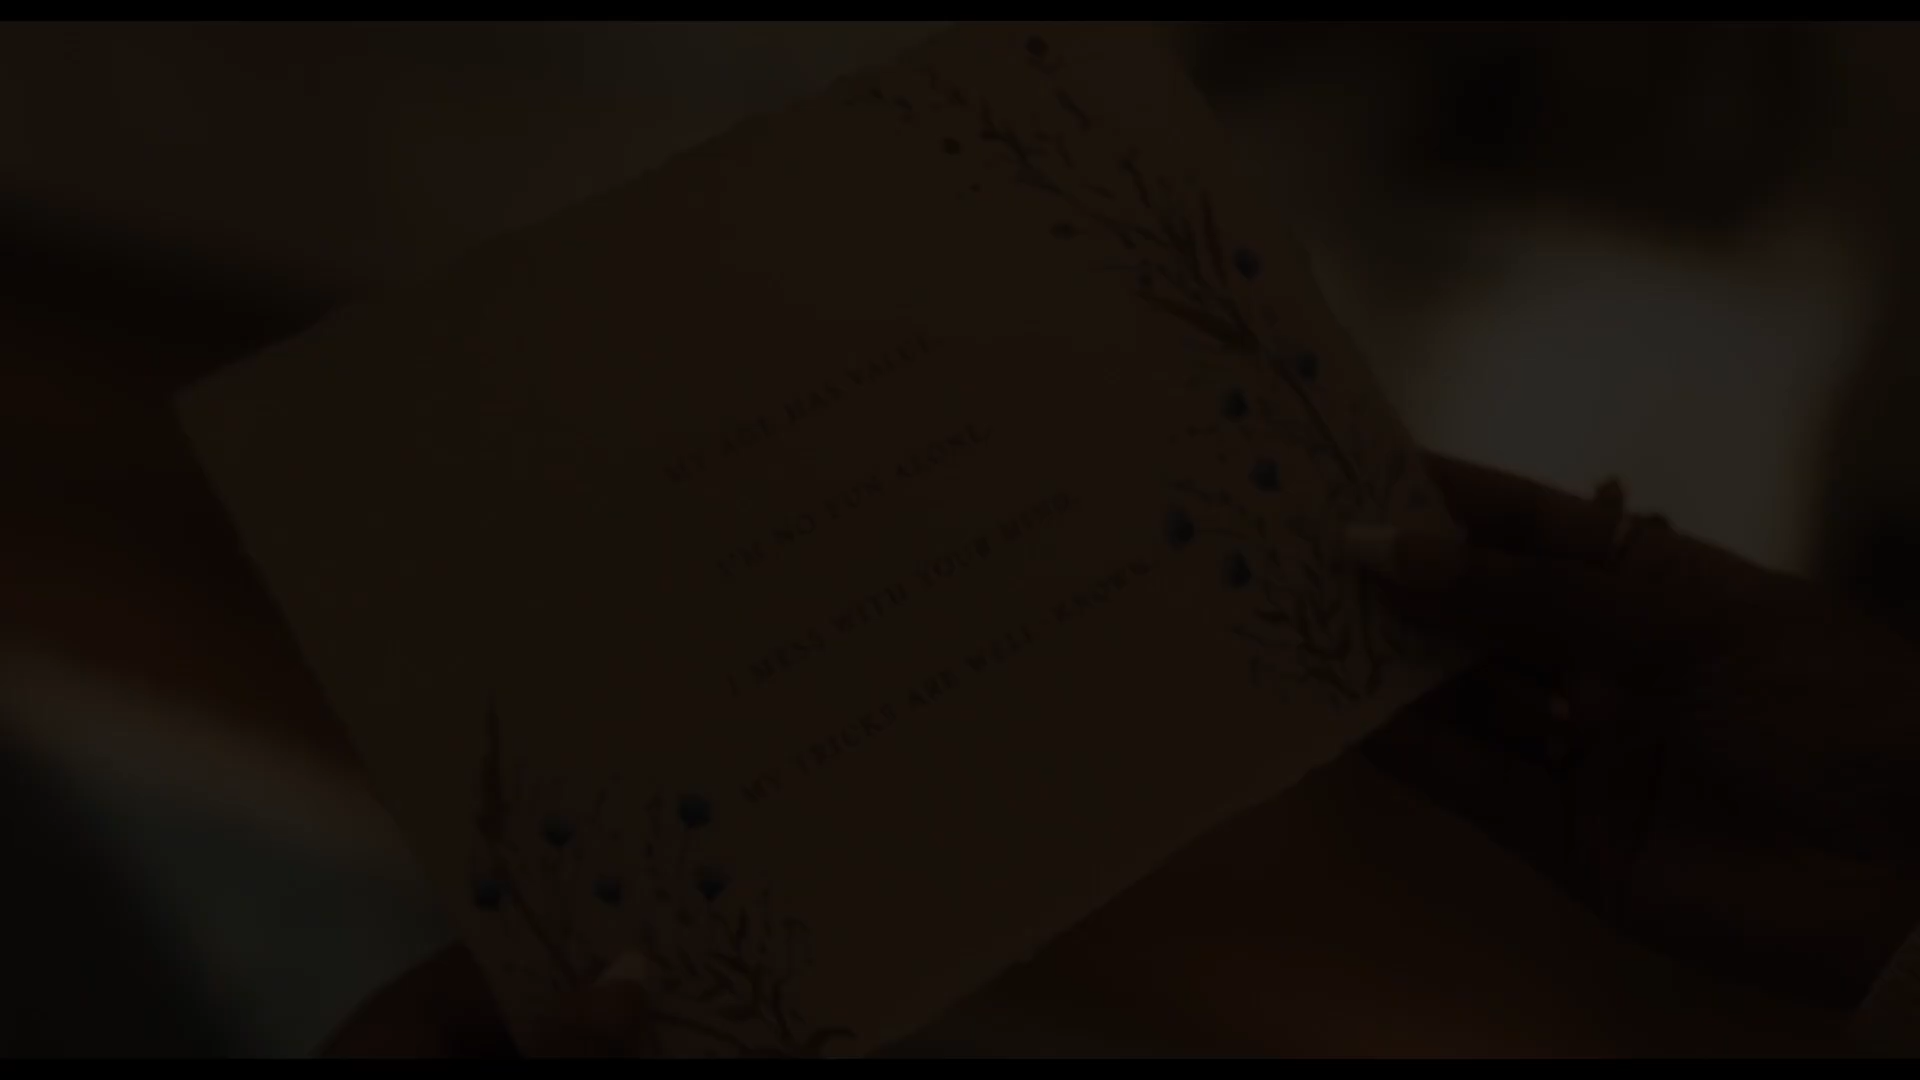 MY AGE HAS VALUE.
I'M NO FUN ALONE.
I MESS WITH YOUR MIND.
MY TRICKS ARE WELL-KNOWN.